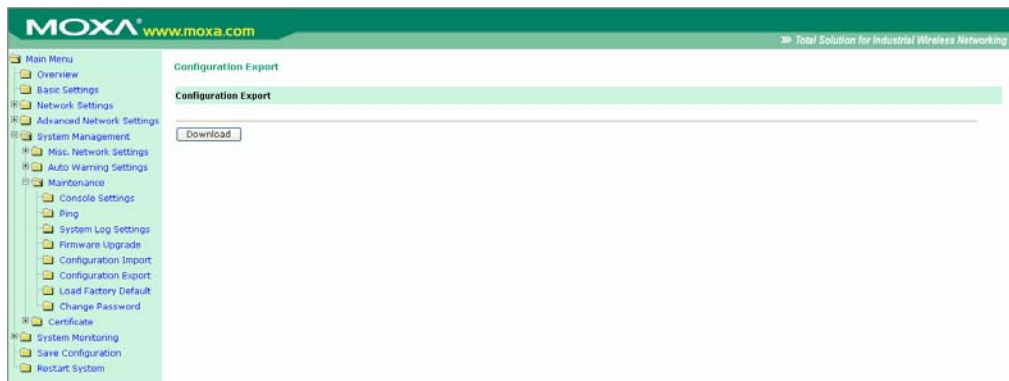 MOXA® www.moxa.com
Total Solution for Industrial Wireless Networking
Main Menu
Overview
Basic Settings
Network Settings
Advanced Network Settings
System Management
Misc. Network Settings
Auto Warning Settings
Maintenance
Console Settings
Ping
System Log Settings
Firmware Upgrade
Configuration Import
Configuration Export
Load Factory Default
Change Password
Certificate
System Monitoring
Save Configuration
Restart System
Configuration Export
Configuration Export
Download